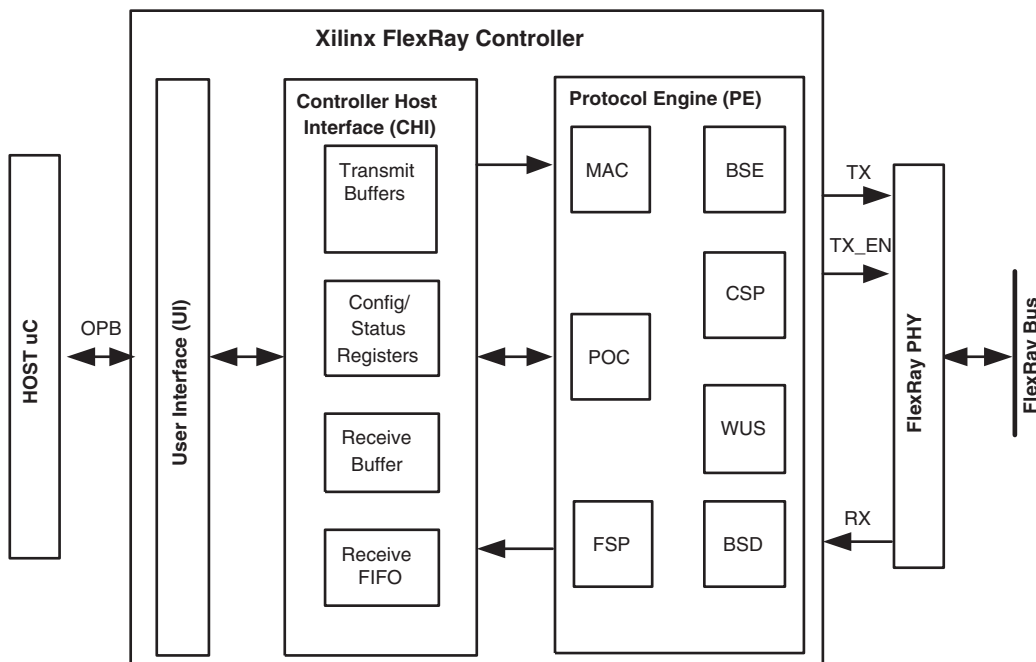 Xilinx FlexRay Controller
HOST uC
OPB
User Interface (UI)
Controller Host
Interface (CHI)
Transmit
Buffers
Config/
Status
Registers
Receive
Buffer
Receive
FIFO
Protocol Engine (PE)
MAC
BSE
CSP
POC
WUS
FSP
BSD
TX
TX_EN
RX
FlexRay PHY
FlexRay Bus